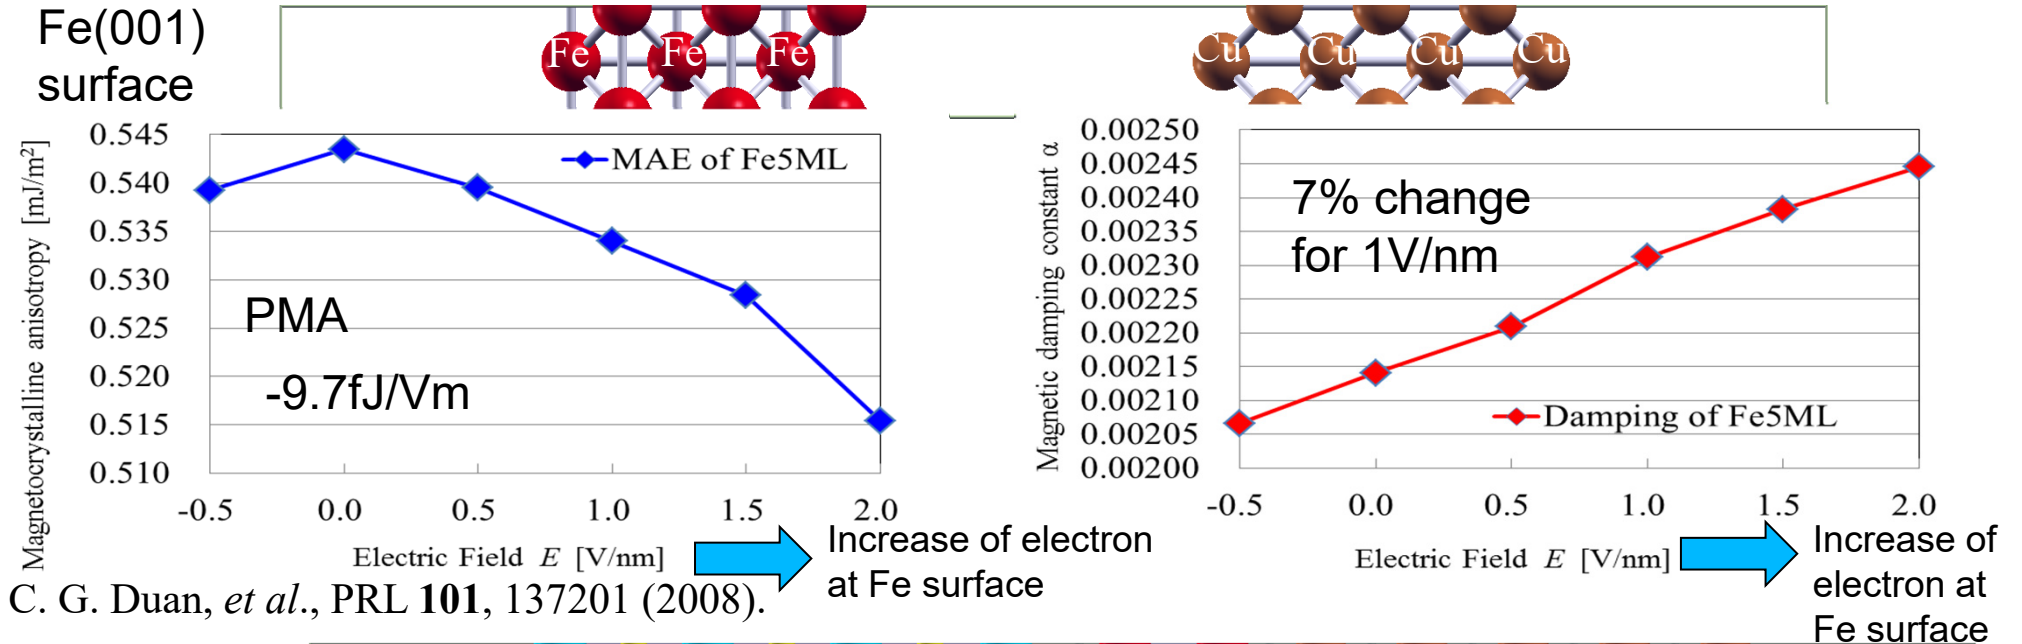 Fe(001)
surface
Fe Fe Fe
Cu Cu Cu Cu
Magnetocrystalline anisotropy [mJ/m²]
0.545
0.540
0.535
0.530
0.525
0.520
0.515
0.510
MAE of Fe5ML
PMA
-9.7fJ/Vm
-0.5 0.0 0.5 1.0 1.5 2.0
Electric Field E [V/nm]
Increase of electron
at Fe surface
C. G. Duan, et al., PRL 101, 137201 (2008).
Magnetic damping constant α
0.00250
0.00245
0.00240
0.00235
0.00230
0.00225
0.00220
0.00215
0.00210
0.00205
0.00200
7% change
for 1V/nm
Damping of Fe5ML
-0.5 0.0 0.5 1.0 1.5 2.0
Electric Field E [V/nm]
Increase of
electron at
Fe surface